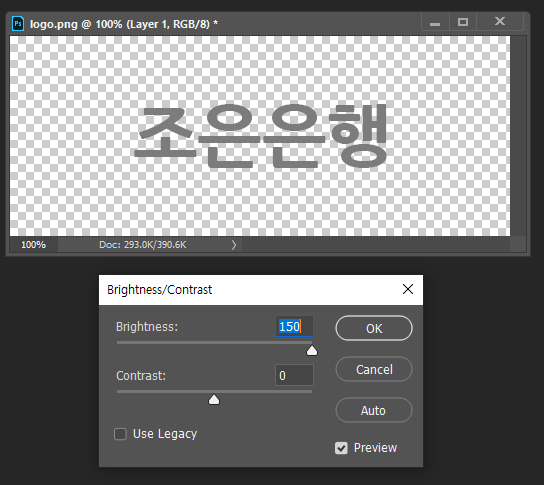 logo.png @ 100% (Layer 1, RGB/8) *
조은은행
100%
Doc: 293.0K/390.6K
Brightness/Contrast
Brightness:
150
OK
Contrast:
0
Cancel
Auto
Use Legacy
Preview